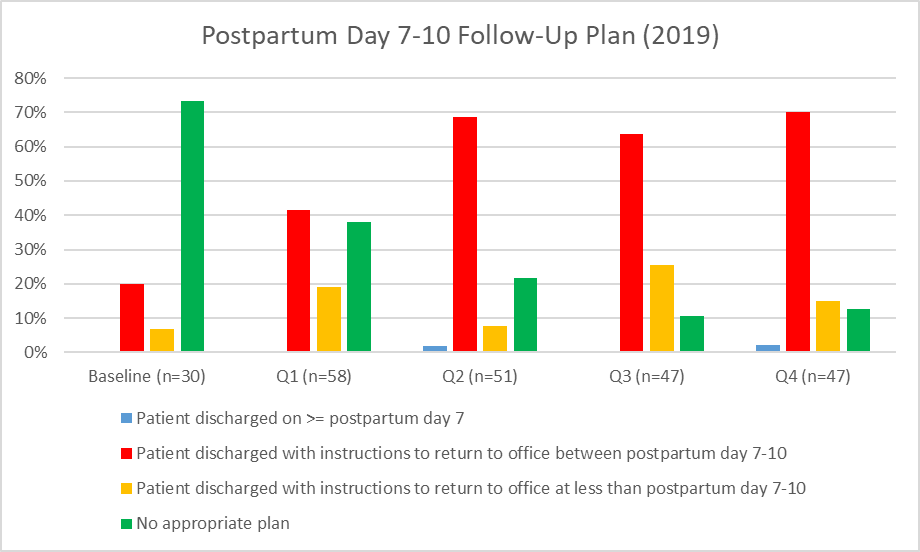 Postpartum Day 7-10 Follow-Up Plan (2019)
80%
70%
60%
50%
40%
30%
20%
10%
0%
Baseline (n=30) Q1 (n=58) Q2 (n=51) Q3 (n=47) Q4 (n=47)
Patient discharged on >= postpartum day 7
Patient discharged with instructions to return to office between postpartum day 7-10
Patient discharged with instructions to return to office at less than postpartum day 7-10
No appropriate plan